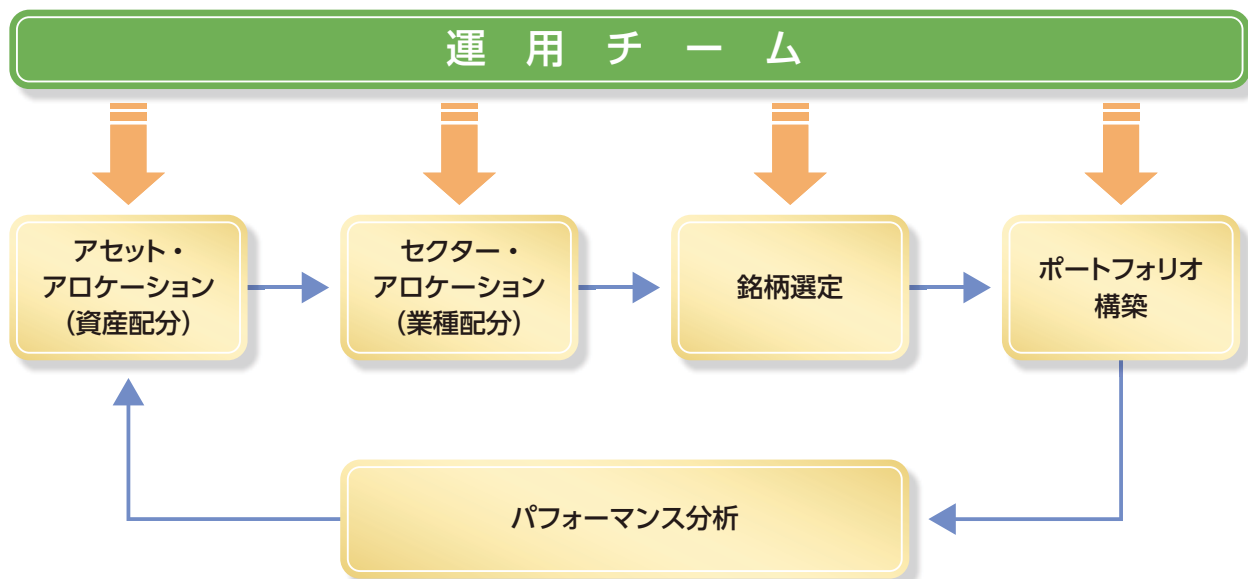 運用チーム
アセット・
アロケーション
（資産配分）
セクター・
アロケーション
（業種配分）
銘柄選定
ポートフォリオ
構築
パフォーマンス分析